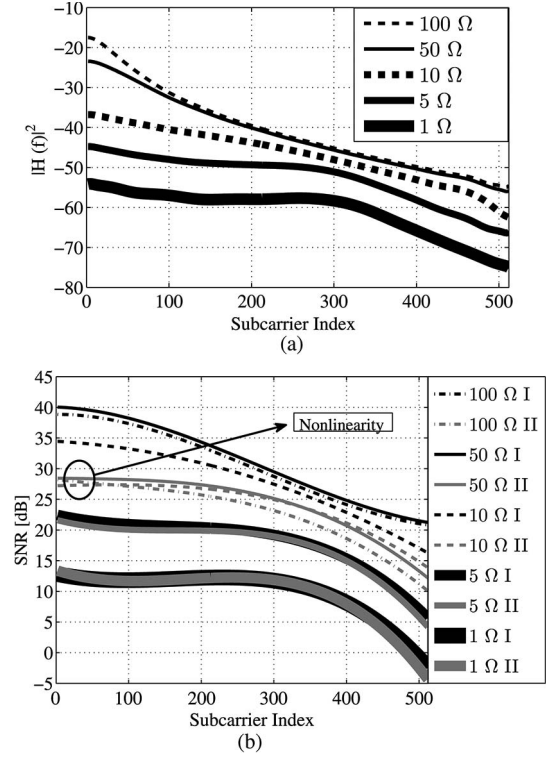 −10
−20
−30
−40
−50
−60
−70
−80
|H (f)|²
0
100
200
300
400
500
Subcarrier Index
100 Ω
50 Ω
10 Ω
5 Ω
1 Ω
(a)
45
40
35
30
25
20
15
10
5
0
−5
SNR [dB]
0
100
200
300
400
500
Subcarrier Index
Nonlinearity
100 Ω I
100 Ω II
50 Ω I
50 Ω II
10 Ω I
10 Ω II
5 Ω I
5 Ω II
1 Ω I
1 Ω II
(b)